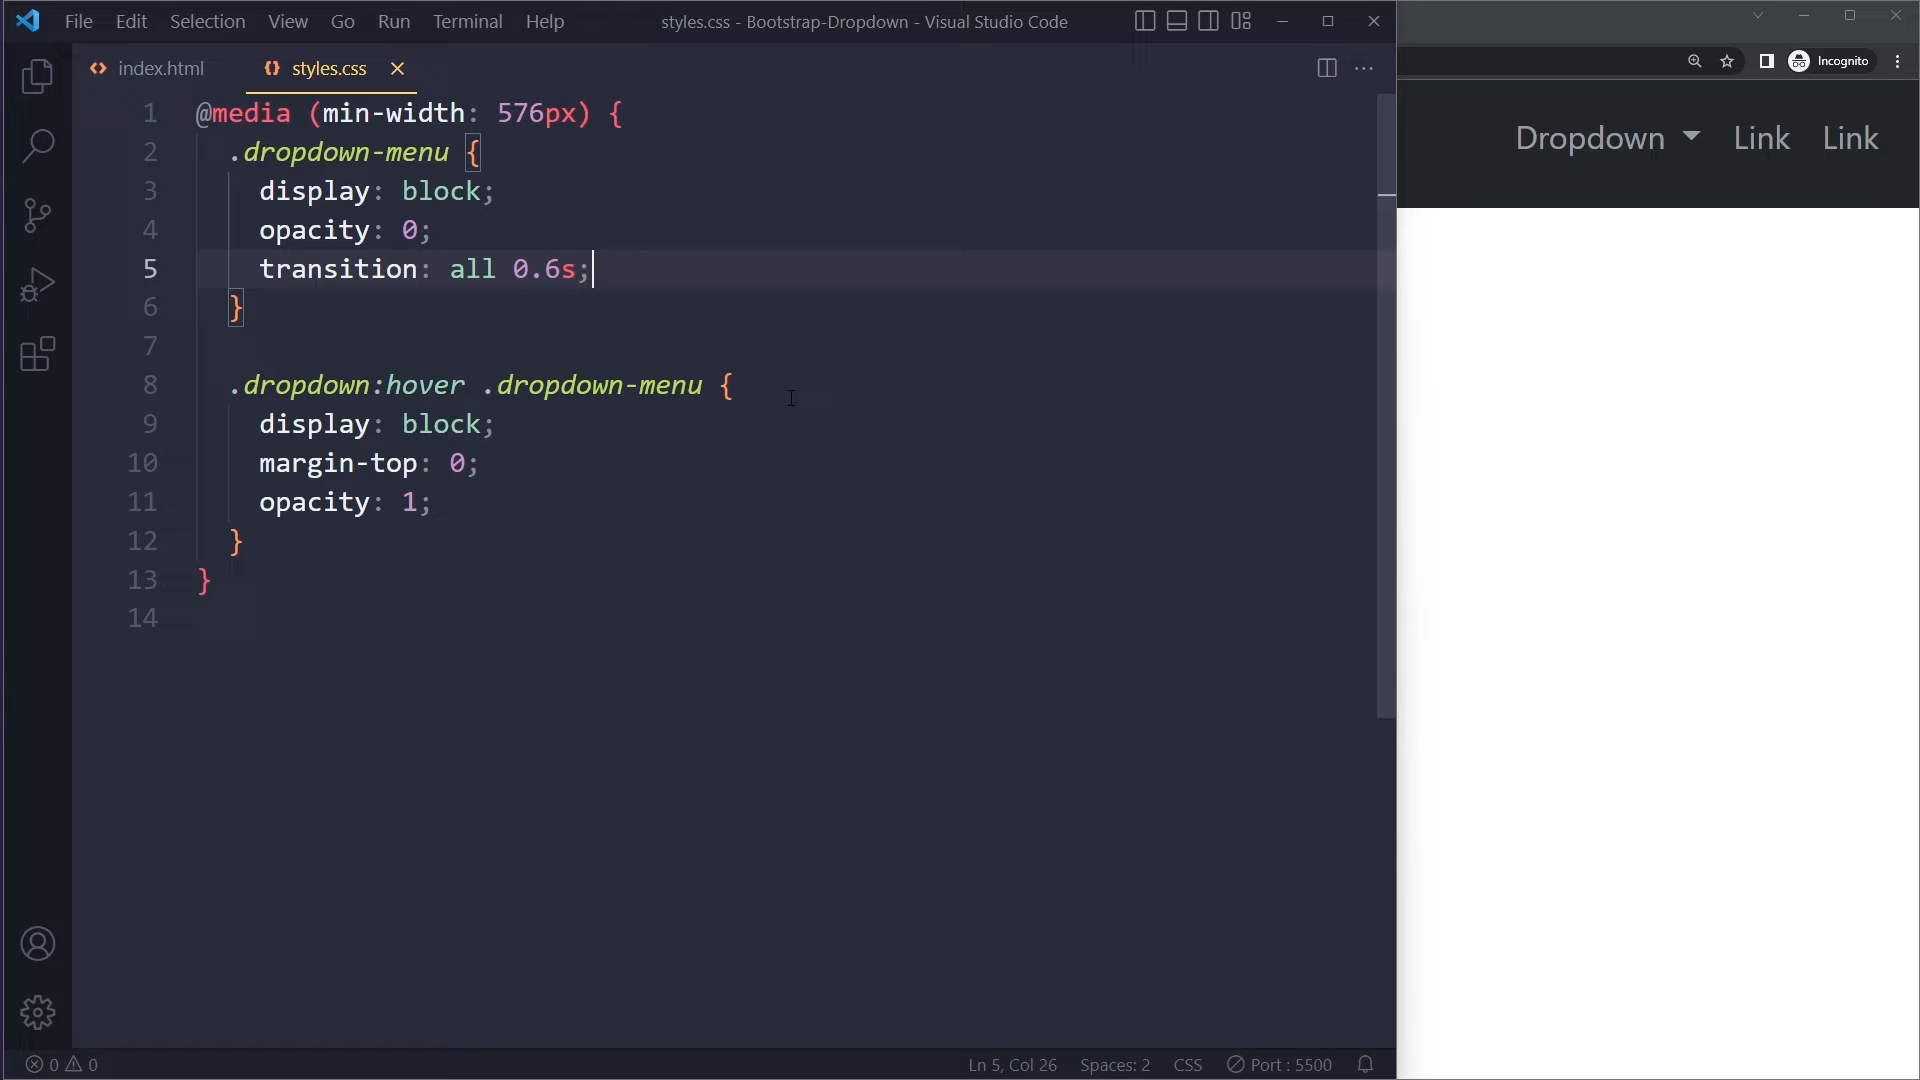 File Edit Selection View Go Run Terminal Help styles.css - Bootstrap-Dropdown - Visual Studio Code
index.html styles.css
1 @media (min-width: 576px) {
2 .dropdown-menu {
3 display: block;
4 opacity: 0;
5 transition: all 0.6s;
6 }
7
8 .dropdown:hover .dropdown-menu {
9 display: block;
10 margin-top: 0;
11 opacity: 1;
12 }
13 }
14
0 0 Ln 5, Col 26 Spaces: 2 CSS Port : 5500
Incognito
Dropdown Link Link